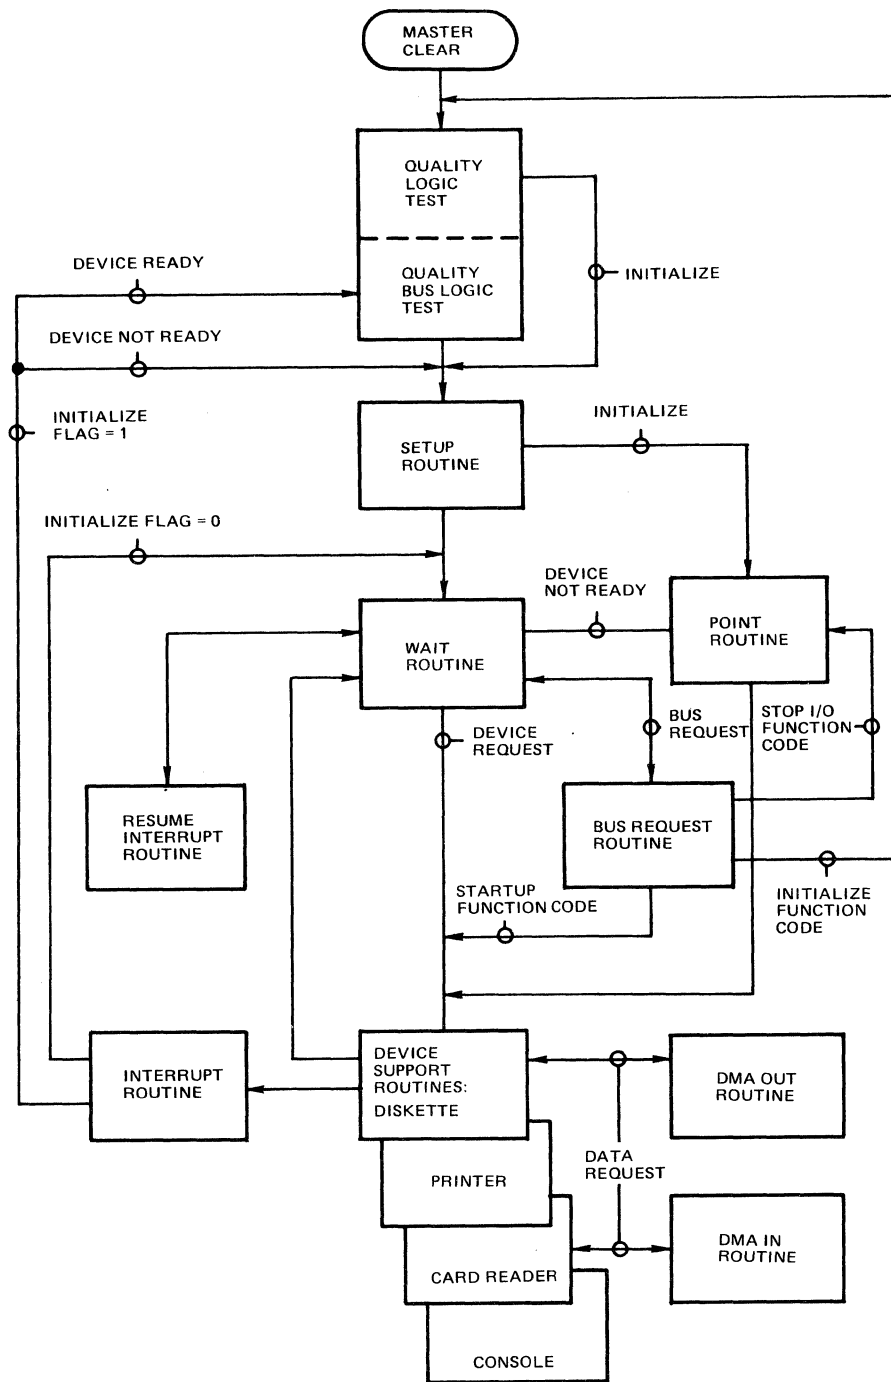 MASTER
CLEAR
QUALITY
LOGIC
TEST
DEVICE READY
QUALITY
BUS LOGIC
TEST
INITIALIZE
DEVICE NOT READY
INITIALIZE
FLAG = 1
INITIALIZE
SETUP
ROUTINE
INITIALIZE FLAG = 0
DEVICE
NOT READY
WAIT
ROUTINE
POINT
ROUTINE
DEVICE
REQUEST
BUS
REQUEST
STOP I/O
FUNCTION
CODE
RESUME
INTERRUPT
ROUTINE
BUS REQUEST
ROUTINE
STARTUP
FUNCTION CODE
INITIALIZE
FUNCTION
CODE
INTERRUPT
ROUTINE
DEVICE
SUPPORT
ROUTINES:
DISKETTE
DMA OUT
ROUTINE
DATA
REQUEST
PRINTER
DMA IN
ROUTINE
CARD READER
CONSOLE